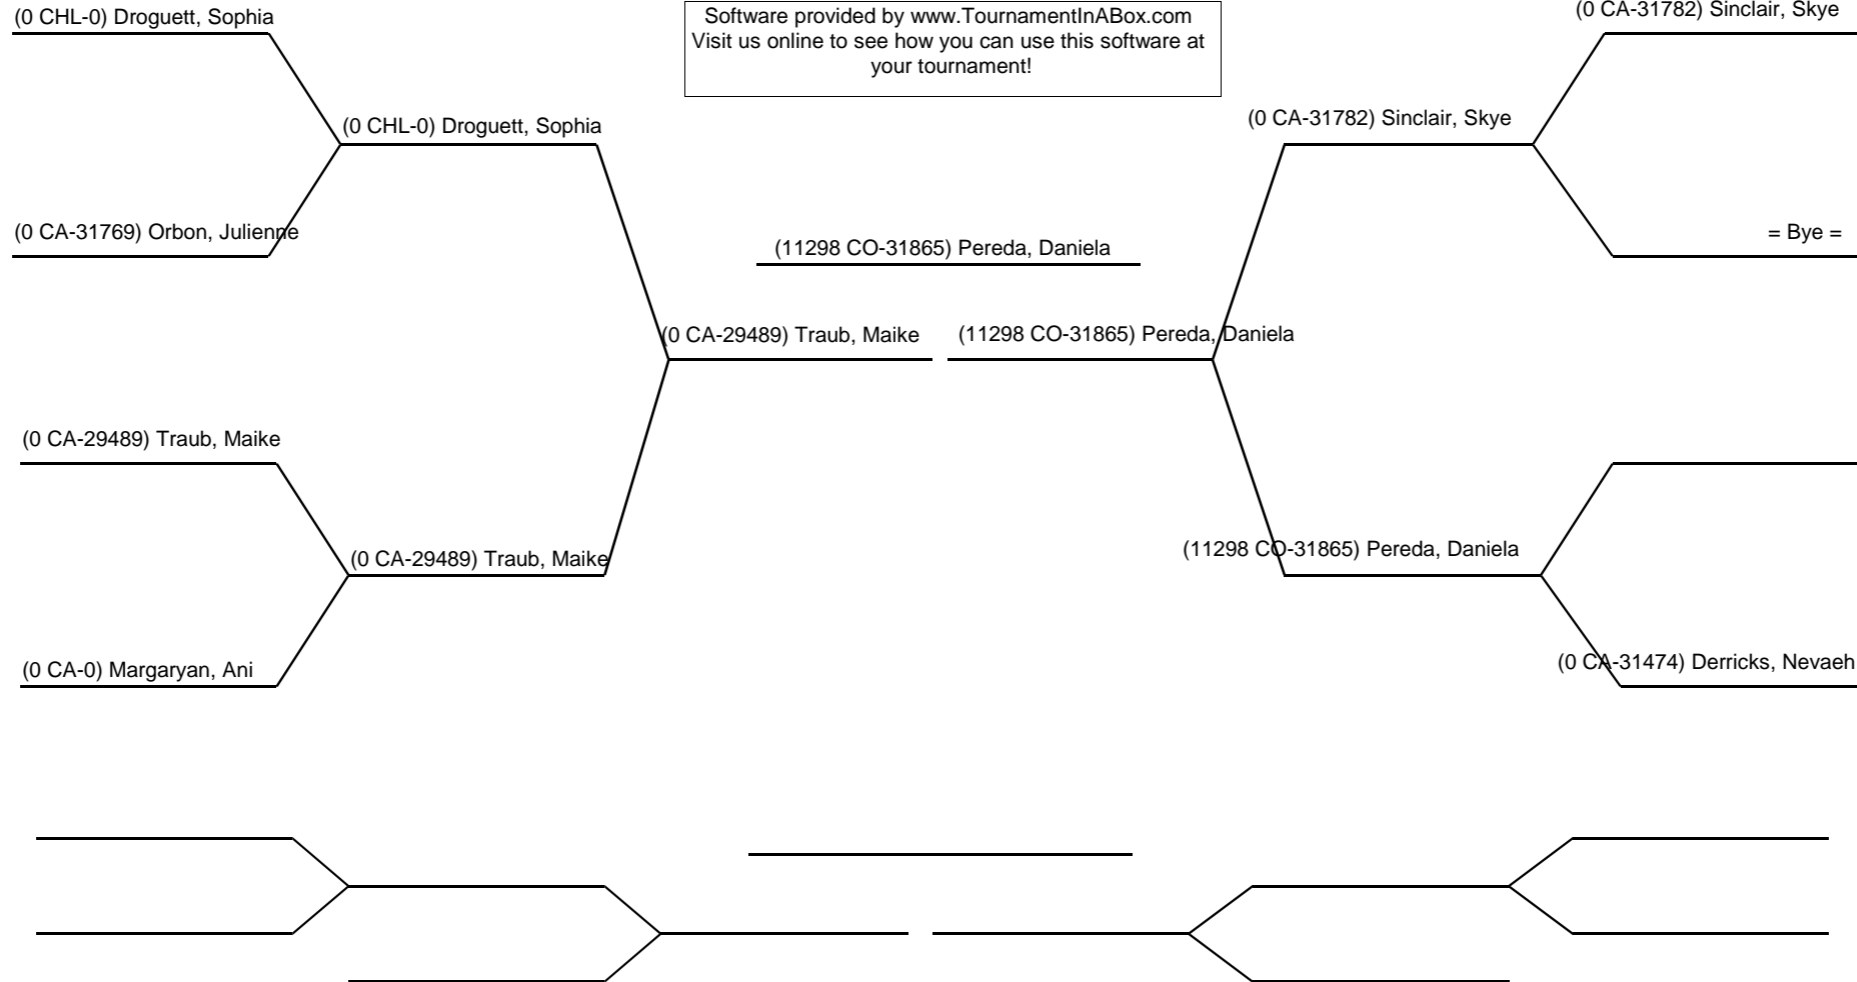 (0 CHL-0) Droguett, Sophia
Software provided by www.TournamentInABox.com
Visit us online to see how you can use this software at
your tournament!
(0 CA-31782) Sinclair, Skye
(0 CHL-0) Droguett, Sophia
(0 CA-31782) Sinclair, Skye
(0 CA-31769) Orbon, Julienne
(11298 CO-31865) Pereda, Daniela
= Bye =
(0 CA-29489) Traub, Maike
(11298 CO-31865) Pereda, Daniela
(0 CA-29489) Traub, Maike
(0 CA-29489) Traub, Maike
(11298 CO-31865) Pereda, Daniela
(0 CA-0) Margaryan, Ani
(0 CA-31474) Derricks, Nevaeh